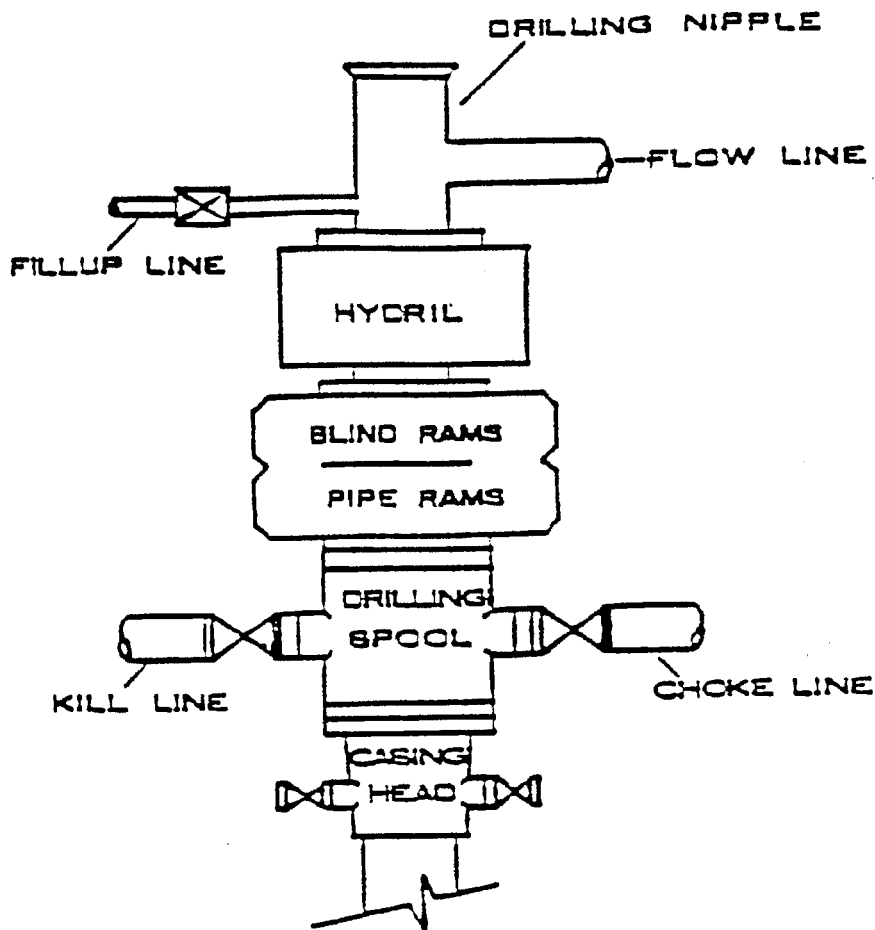 DRILLING NIPPLE
FLOW LINE
FILLUP LINE
HYDRIL
BLIND RAMS
PIPE RAMS
DRILLING
SPOOL
KILL LINE
CHOKE LINE
CASING
HEAD